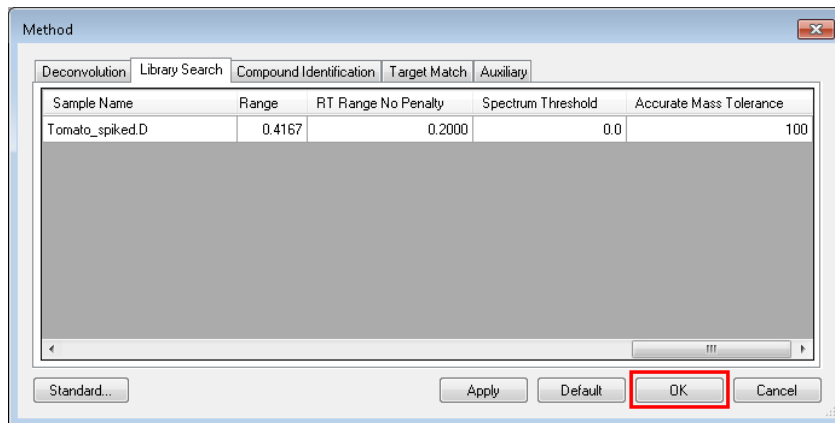 Method
Deconvolution Library Search Compound Identification Target Match Auxiliary
Sample Name Range RT Range No Penalty Spectrum Threshold Accurate Mass Tolerance
Tomato_spiked.D 0.4167 0.2000 0.0 100
Standard... Apply Default OK Cancel